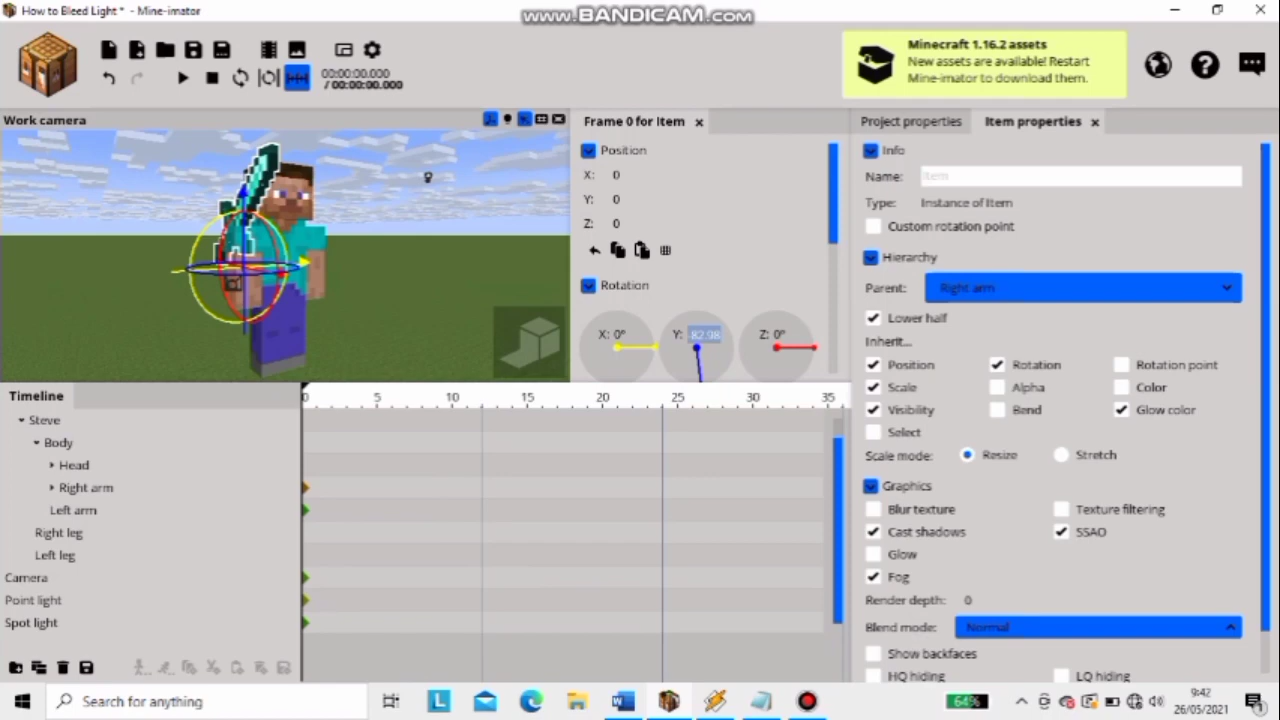 How to Bleed Light * - Mine-imator
www.BANDICAM.com
00:00:00.000
/ 00:00:00.000
Minecraft 1.16.2 assets
New assets are available! Restart
Mine-imator to download them.
Work camera
Frame 0 for Item
Position
X: 0
Y: 0
Z: 0
Rotation
X: 0°
Y: 82.98
Z: 0°
Project properties
Item properties
Info
Name: Item
Type: Instance of Item
Custom rotation point
Hierarchy
Parent: Right arm
Lower half
Inherit...
Position Rotation Rotation point
Scale Alpha Color
Visibility Bend Glow color
Select
Scale mode: Resize Stretch
Graphics
Blur texture Texture filtering
Cast shadows SSAO
Glow
Fog
Render depth: 0
Blend mode: Normal
Show backfaces
HQ hiding LQ hiding
Timeline
0 5 10 15 20 25 30 35
Steve
Body
Head
Right arm
Left arm
Right leg
Left leg
Camera
Point light
Spot light
Search for anything
L
W
64%
9:42
26/05/2021
1